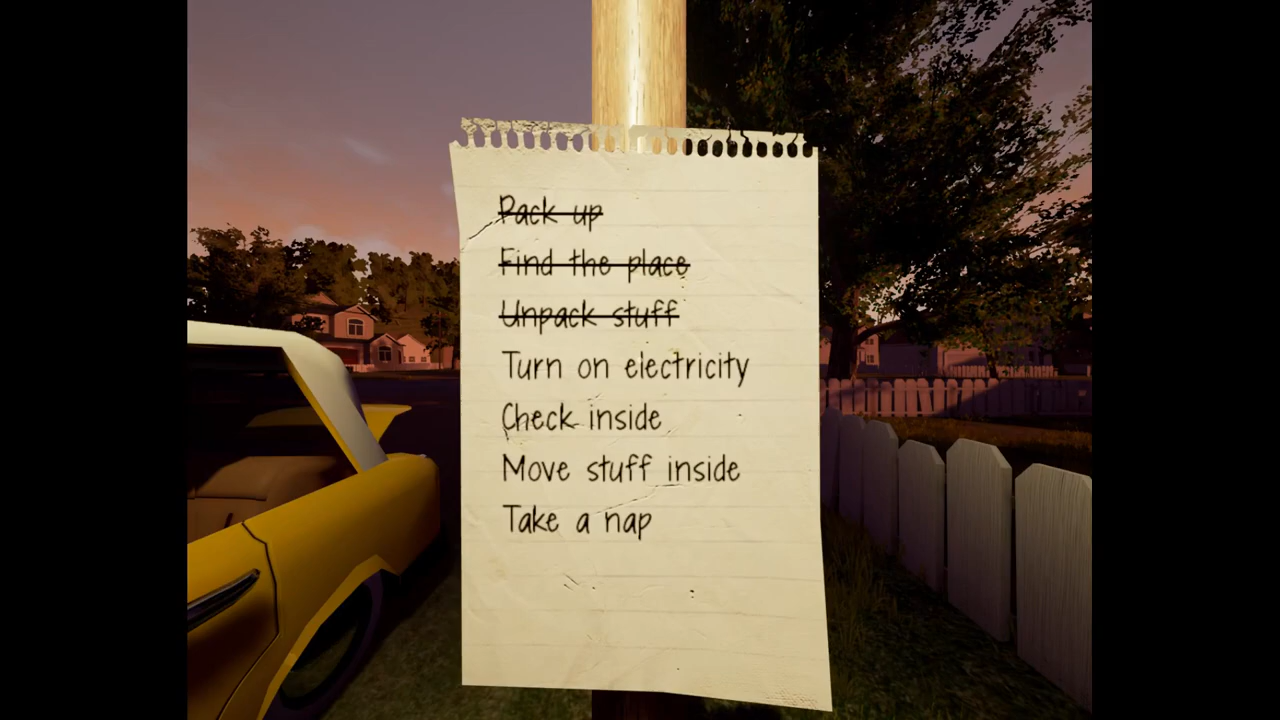 Pack up
Find the place
Unpack stuff
Turn on electricity
Check inside
Move stuff inside
Take a nap